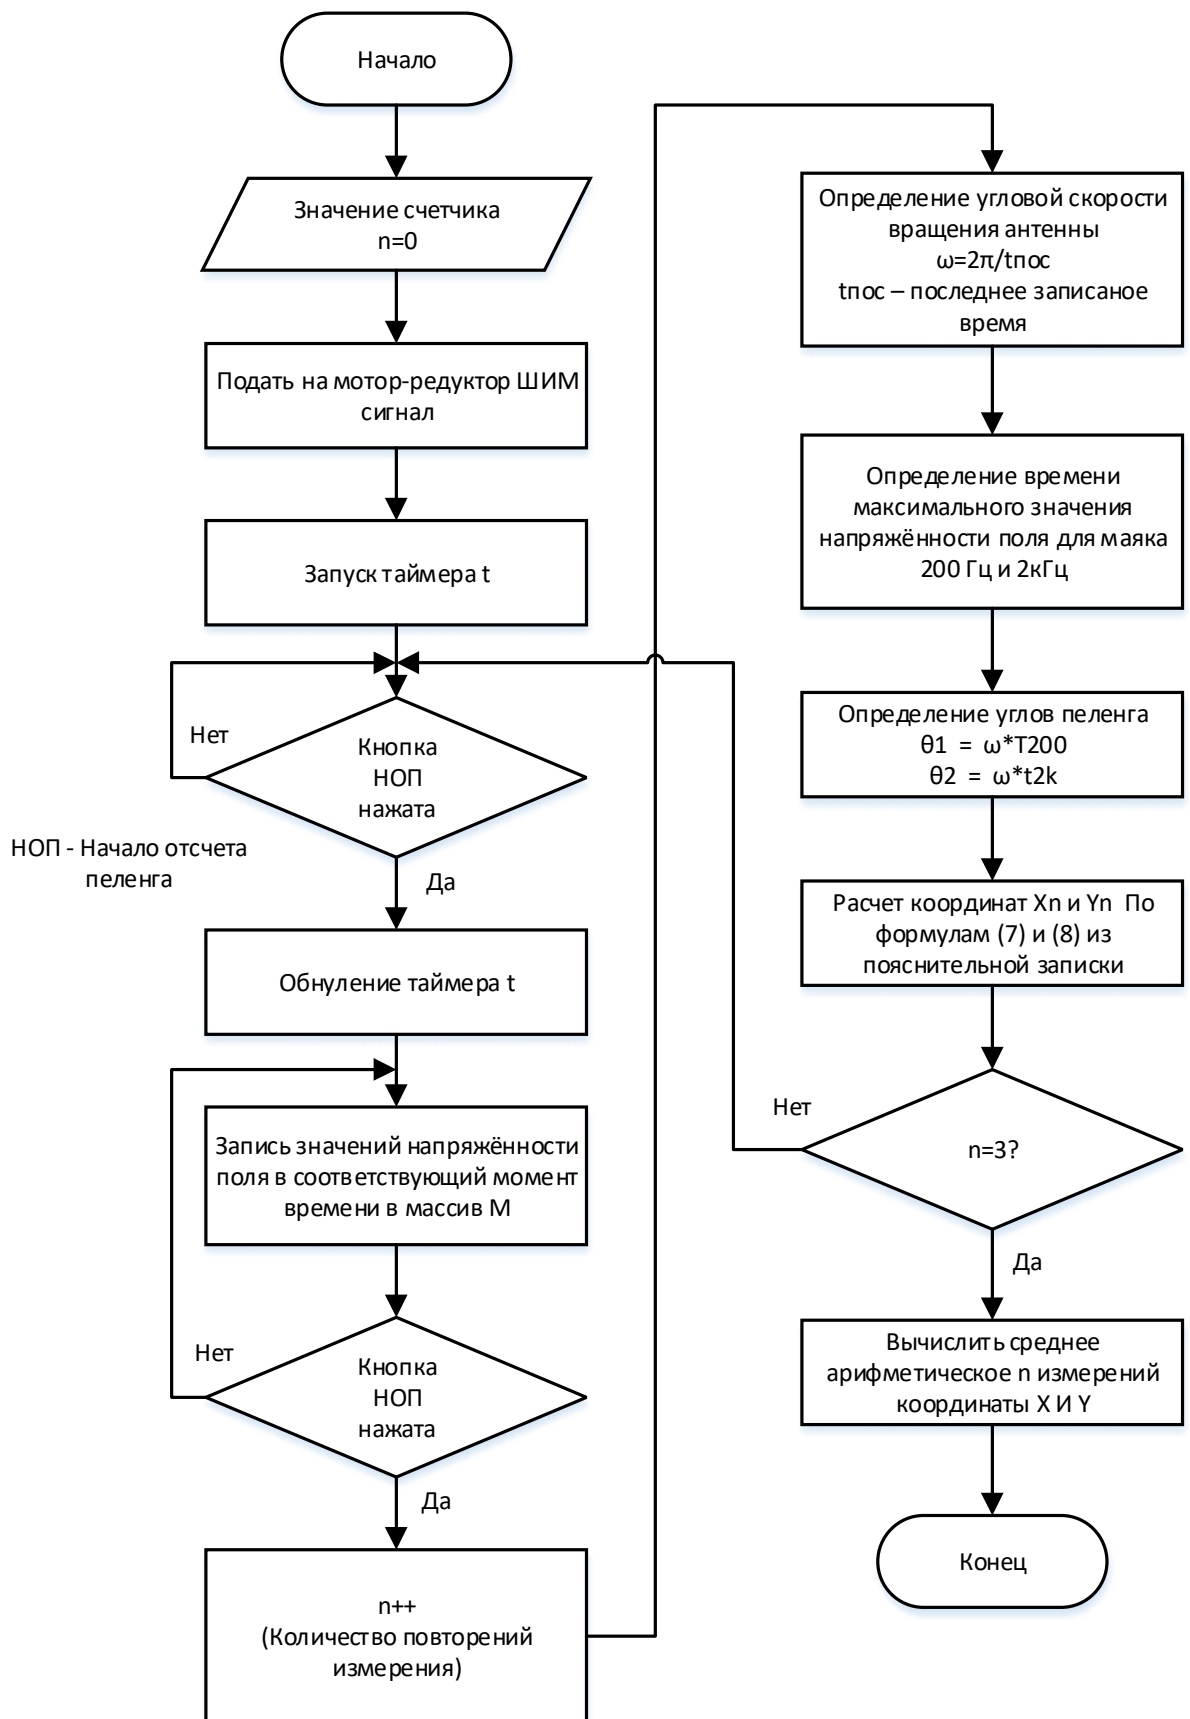 Начало
Значение счетчика
n=0
Подать на мотор-редуктор ШИМ
сигнал
Запуск таймера t
Нет
Кнопка
НОП
нажата
НОП - Начало отсчета
пеленга
Да
Обнуление таймера t
Запись значений напряжённости
поля в соответствующий момент
времени в массив М
Нет
Кнопка
НОП
нажата
Да
n++
(Количество повторений
измерения)
Определение угловой скорости
вращения антенны
ω=2π/tпос
tпос – последнее записаное
время
Определение времени
максимального значения
напряжённости поля для маяка
200 Гц и 2кГц
Определение углов пеленга
θ1 = ω*T200
θ2 = ω*t2k
Расчет координат Xn и Yn По
формулам (7) и (8) из
пояснительной записки
Нет
n=3?
Да
Вычислить среднее
арифметическое n измерений
координаты X И Y
Конец